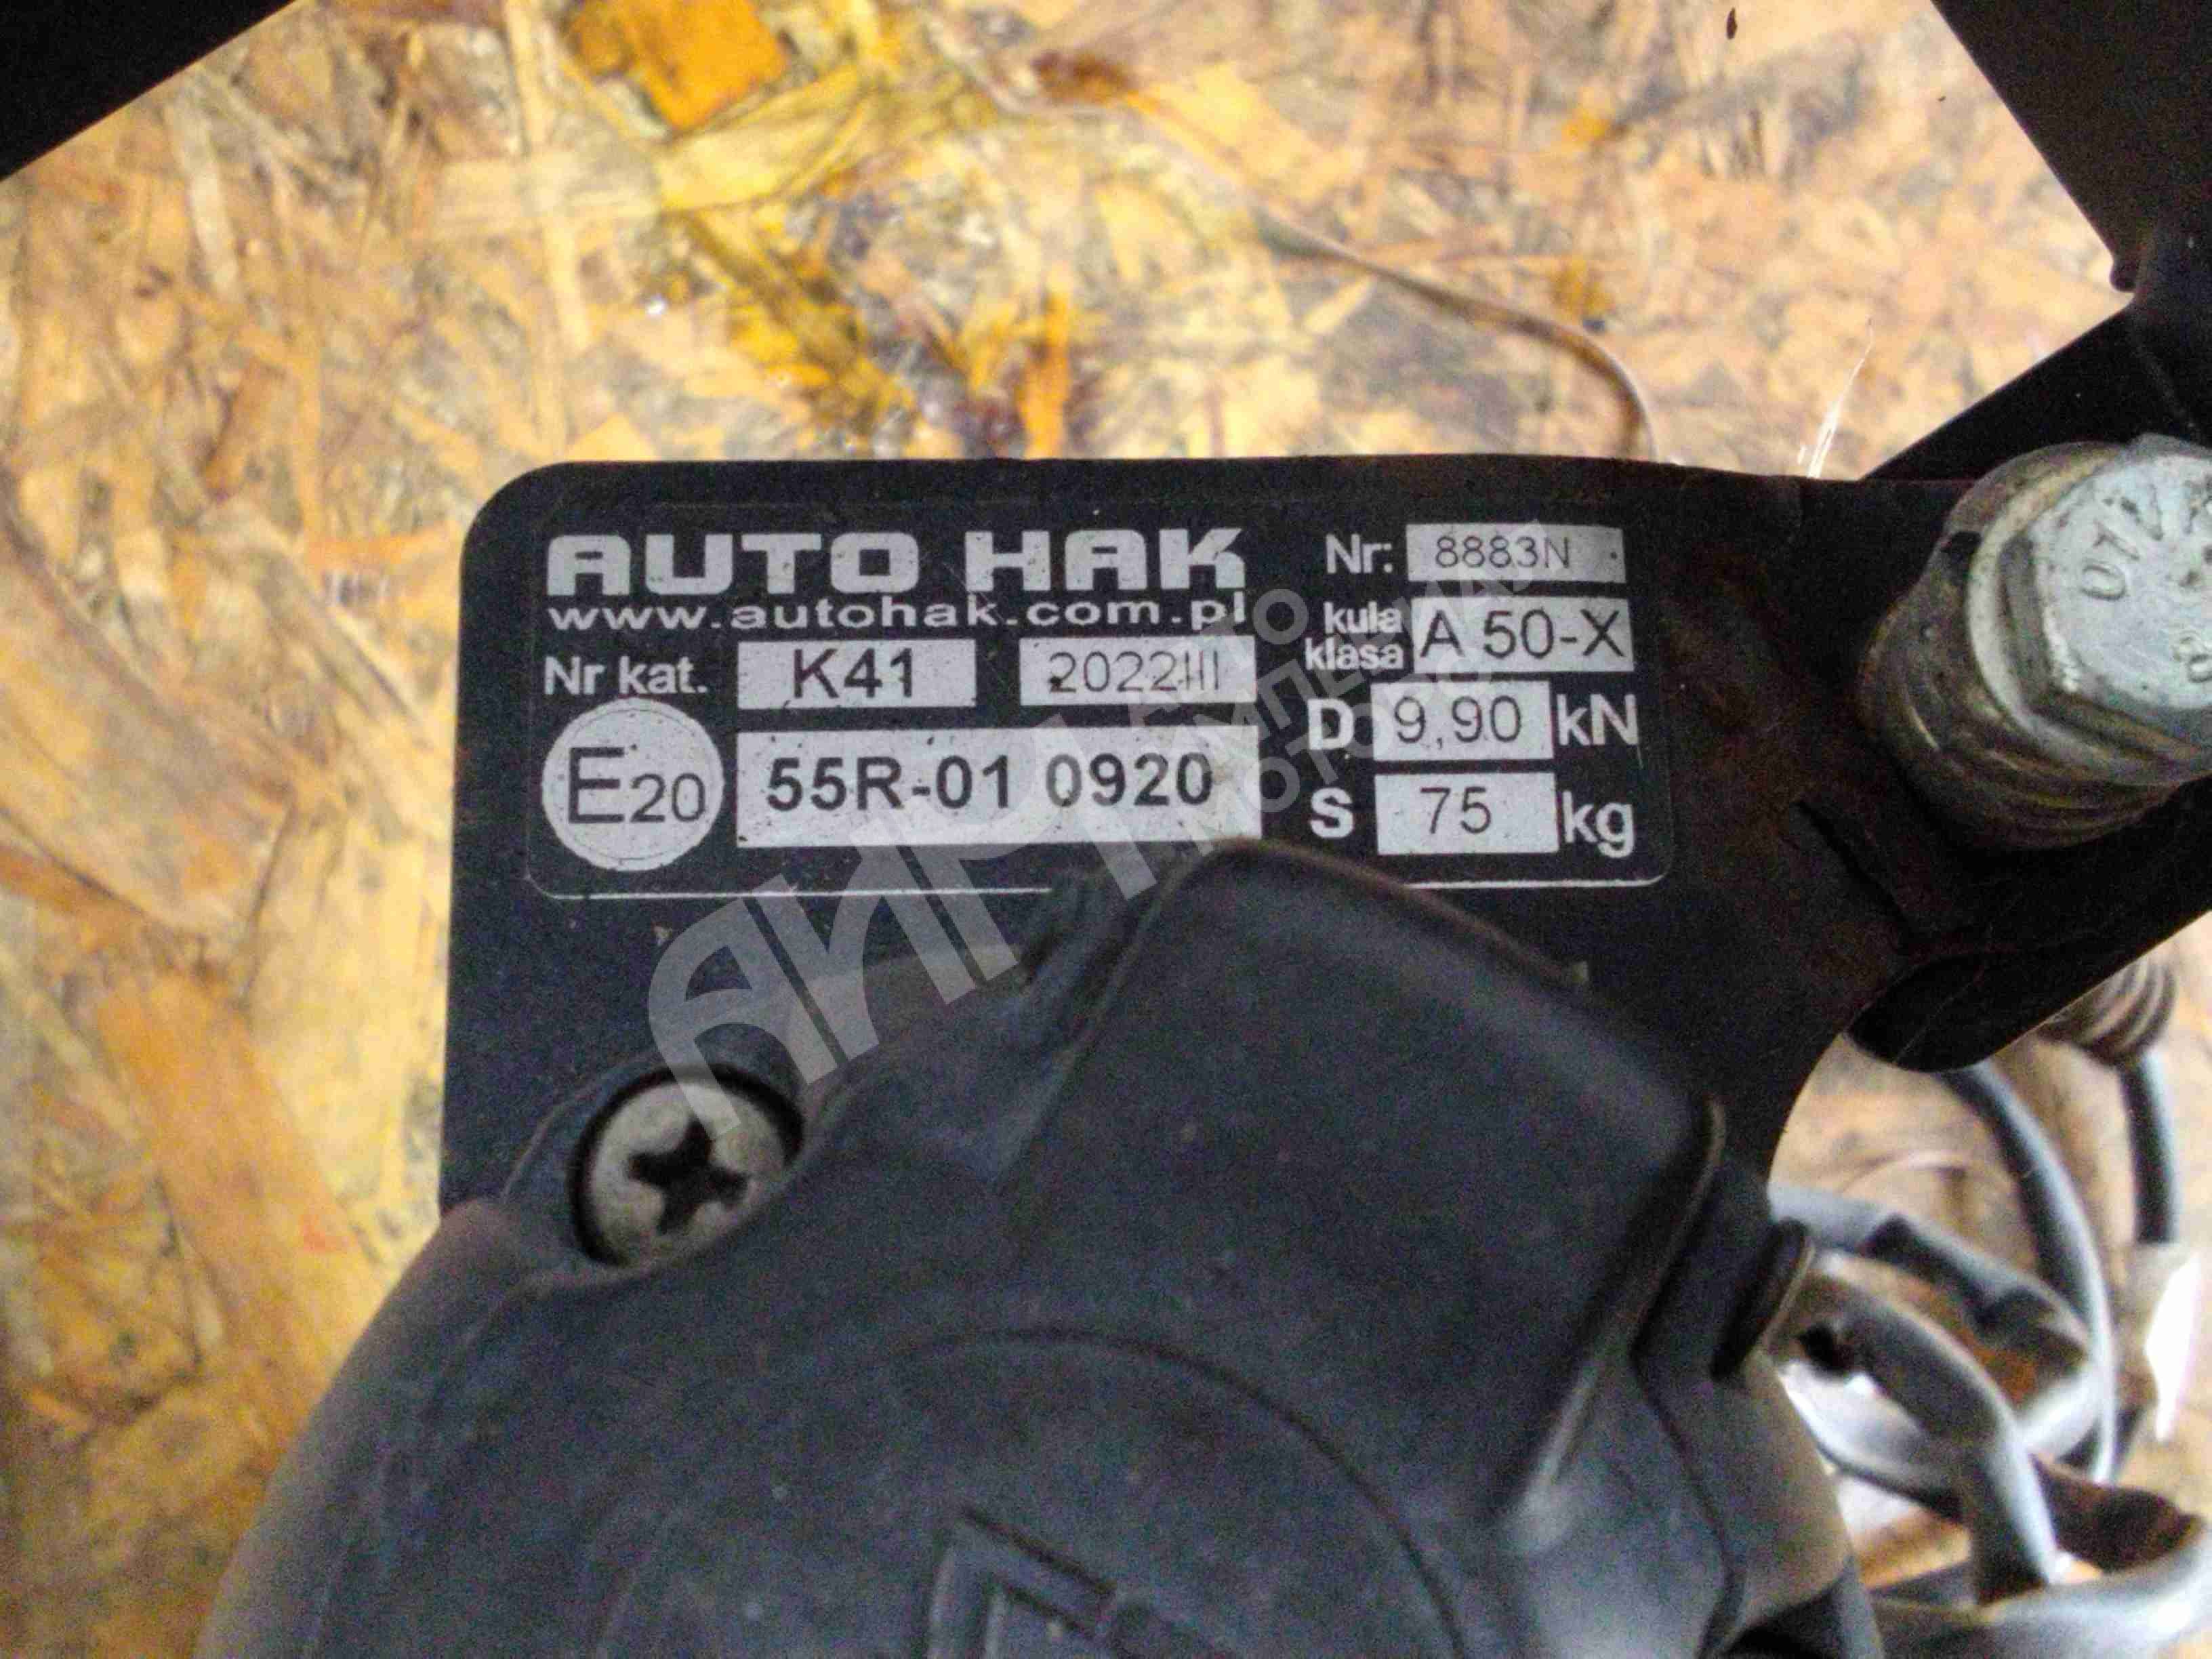 AUTO HAK
www.autohak.com.pl
Nr kat. K41 2022III
E20 55R-01 0920
Nr: 8883N
kula klasa A 50-X
D 9,90 kN
S 75 kg